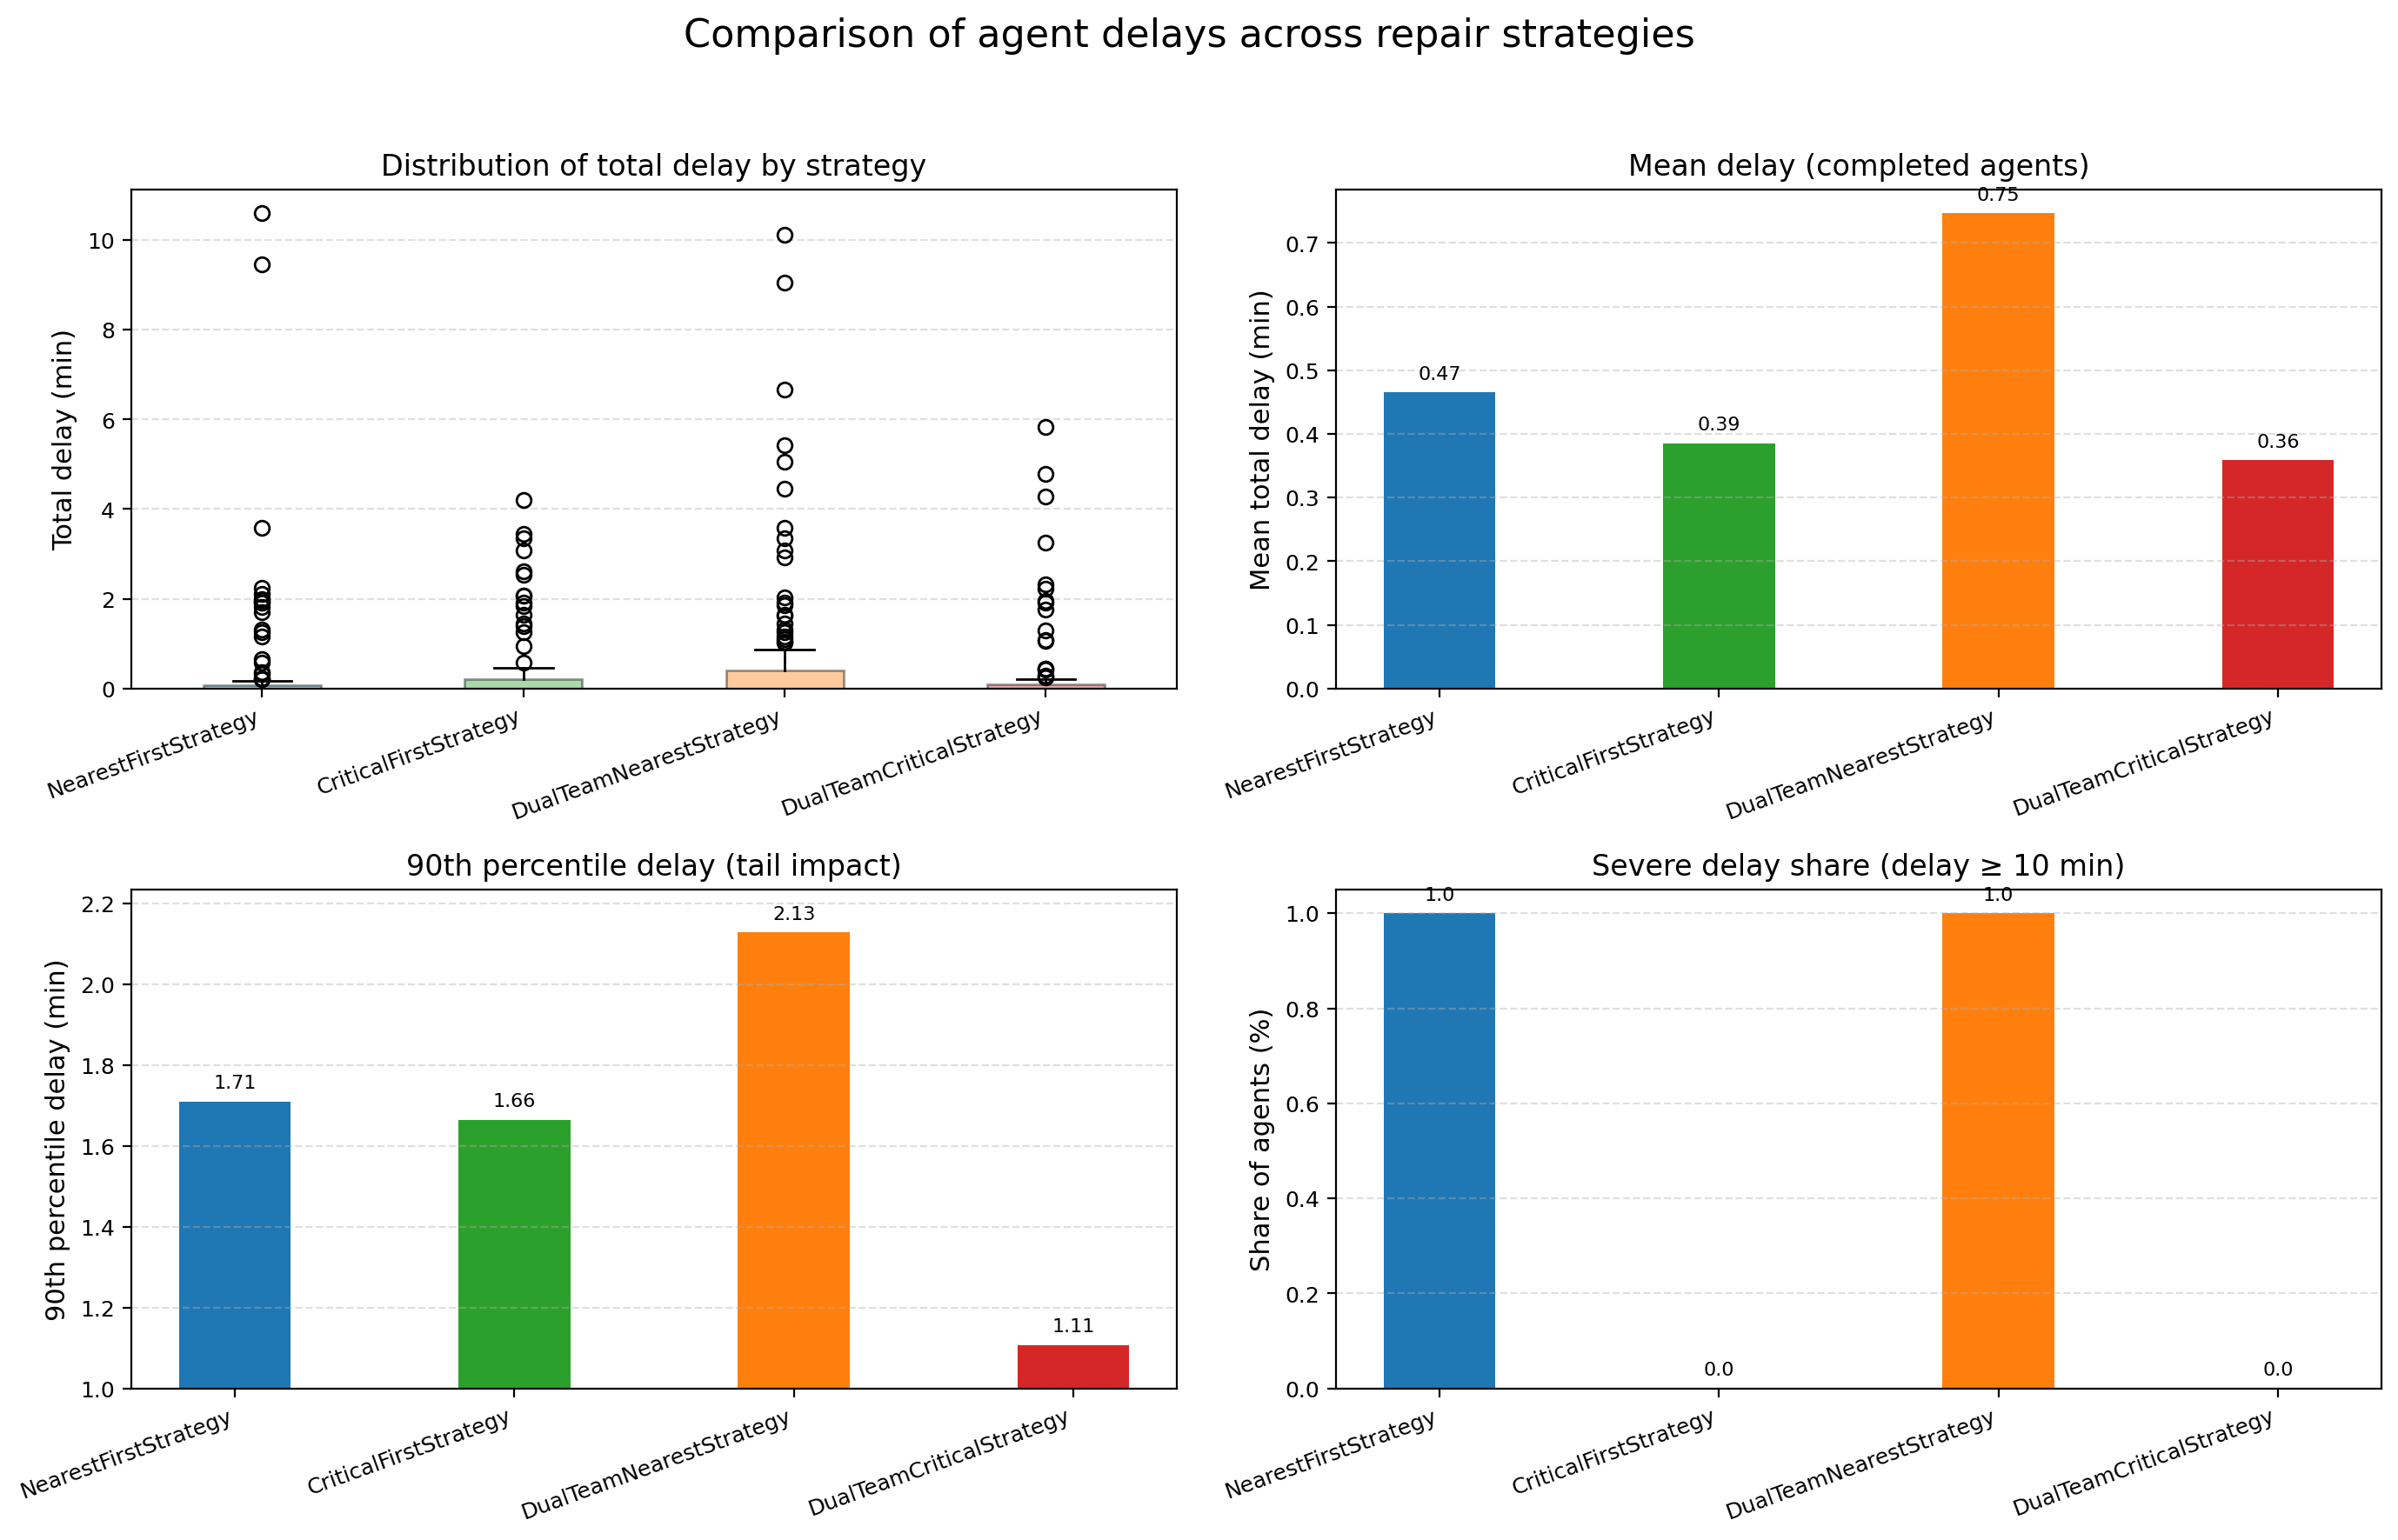 Comparison of agent delays across repair strategies
Distribution of total delay by strategy
Total delay (min)
10
8
6
4
2
0
NearestFirstStrategy
CriticalFirstStrategy
DualTeamNearestStrategy
DualTeamCriticalStrategy
Mean delay (completed agents)
Mean total delay (min)
0.7
0.6
0.5
0.4
0.3
0.2
0.1
0.0
0.47
0.39
0.75
0.36
NearestFirstStrategy
CriticalFirstStrategy
DualTeamNearestStrategy
DualTeamCriticalStrategy
90th percentile delay (tail impact)
90th percentile delay (min)
2.2
2.0
1.8
1.6
1.4
1.2
1.0
1.71
1.66
2.13
1.11
NearestFirstStrategy
CriticalFirstStrategy
DualTeamNearestStrategy
DualTeamCriticalStrategy
Severe delay share (delay ≥ 10 min)
Share of agents (%)
1.0
0.8
0.6
0.4
0.2
0.0
1.0
0.0
1.0
0.0
NearestFirstStrategy
CriticalFirstStrategy
DualTeamNearestStrategy
DualTeamCriticalStrategy